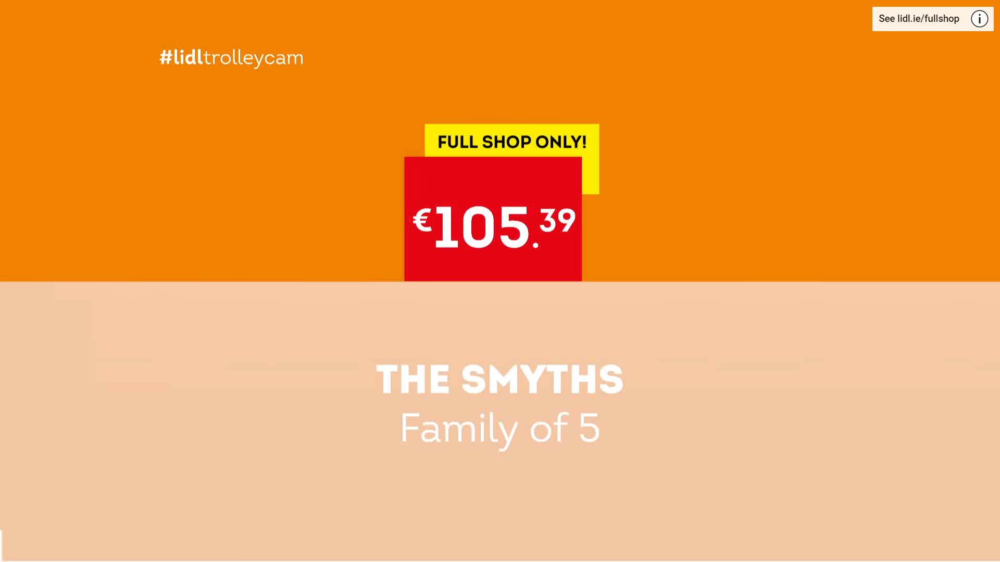 See lidl.ie/fullshop
#lidltrolleycam
FULL SHOP ONLY!
€105.39
THE SMYTHS
Family of 5